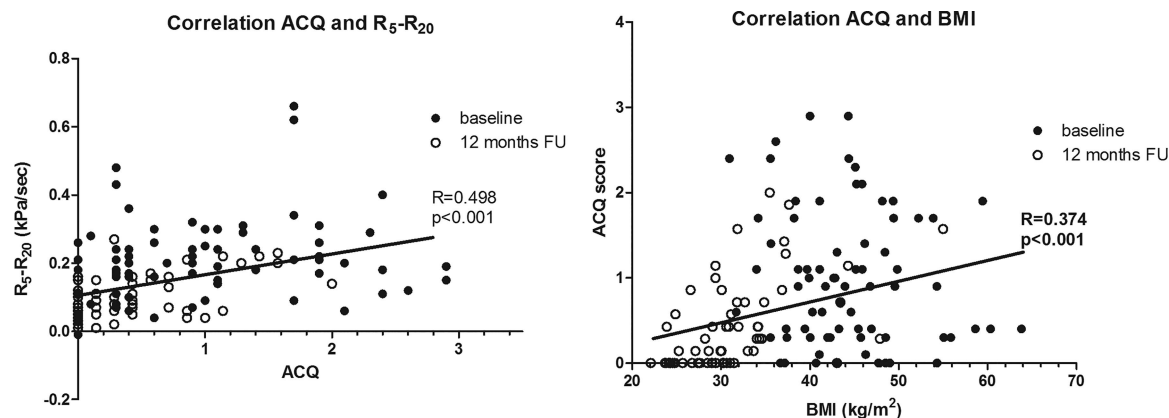 Correlation ACQ and R5-R20
0.8
0.6
0.4
0.2
0.0
-0.2
R5-R20 (kPa/sec)
baseline
12 months FU
R=0.498
p<0.001
1
2
3
ACQ
Correlation ACQ and BMI
4
3
2
1
0
ACQ score
baseline
12 months FU
R=0.374
p<0.001
20
30
40
50
60
70
BMI (kg/m²)